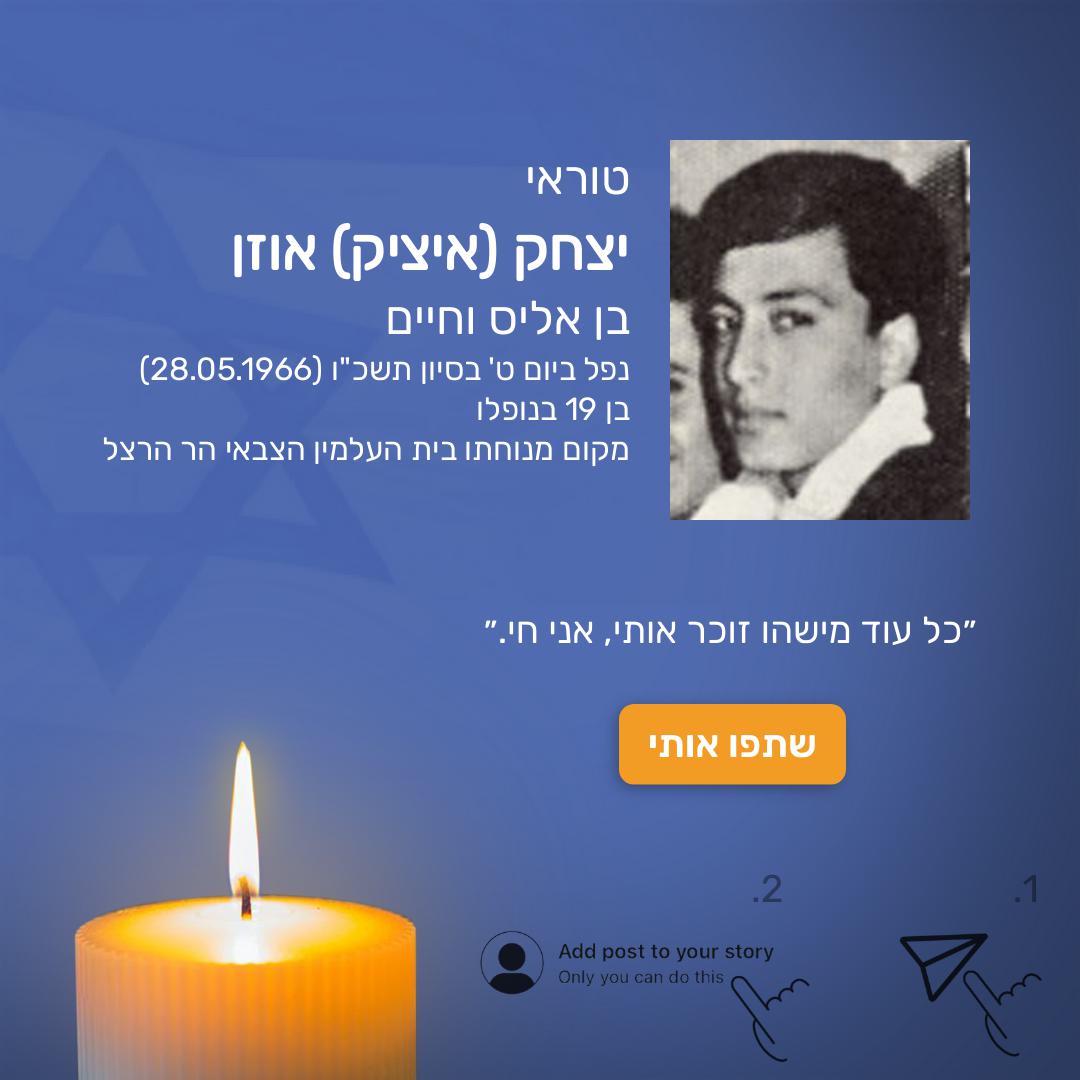 טוראי
יצחק (איציק) אוזן
בן אליס וחיים
נפל ביום ט' בסיון תשכ"ו (28.05.1966)
בן 19 בנופלו
מקום מנוחתו בית העלמין הצבאי הר הרצל
"כל עוד מישהו זוכר אותי, אני חי."
שתפו אותי
1.
2.
Add post to your story
Only you can do this